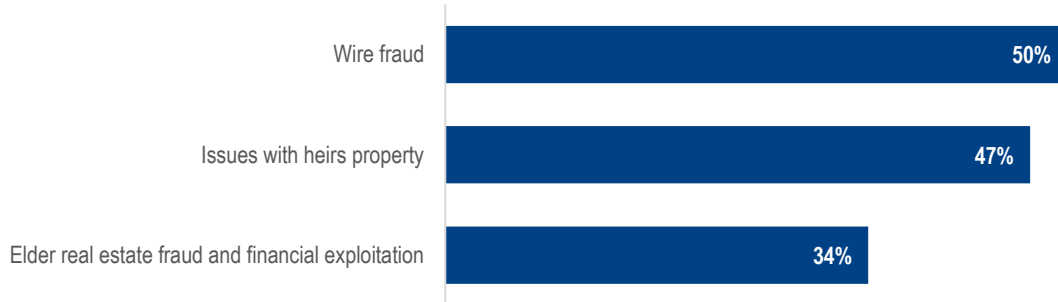 Wire fraud
50%
Issues with heirs property
47%
Elder real estate fraud and financial exploitation
34%